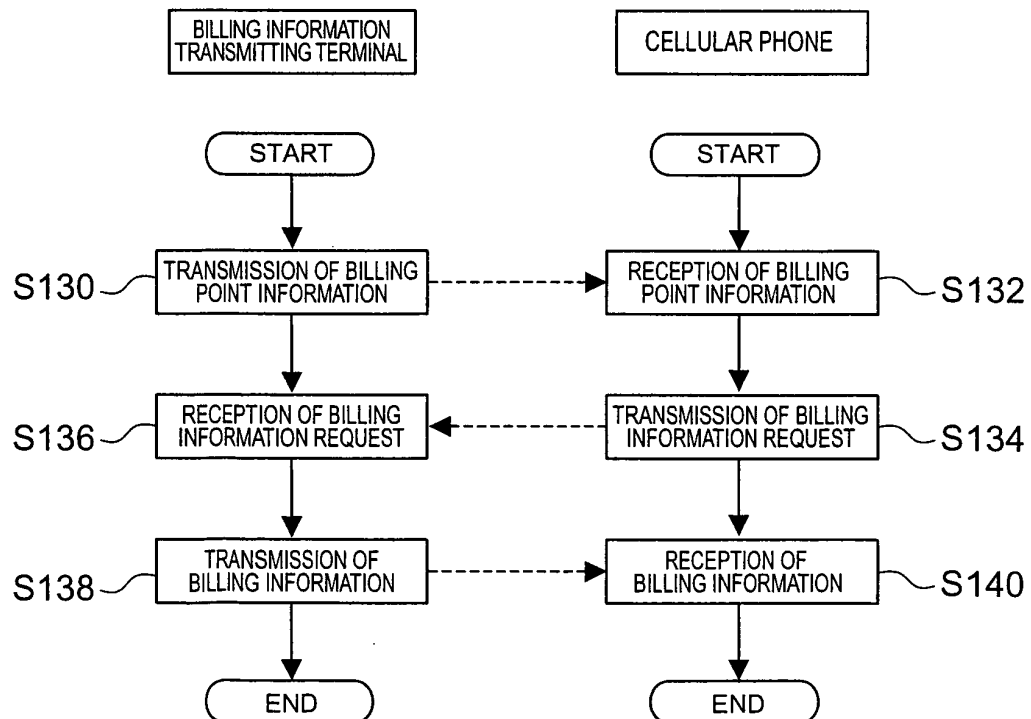 BILLING INFORMATION
TRANSMITTING TERMINAL
CELLULAR PHONE
START
START
S130
TRANSMISSION OF BILLING
POINT INFORMATION
RECEPTION OF BILLING
POINT INFORMATION
S132
S136
RECEPTION OF BILLING
INFORMATION REQUEST
TRANSMISSION OF BILLING
INFORMATION REQUEST
S134
S138
TRANSMISSION OF
BILLING INFORMATION
RECEPTION OF
BILLING INFORMATION
S140
END
END